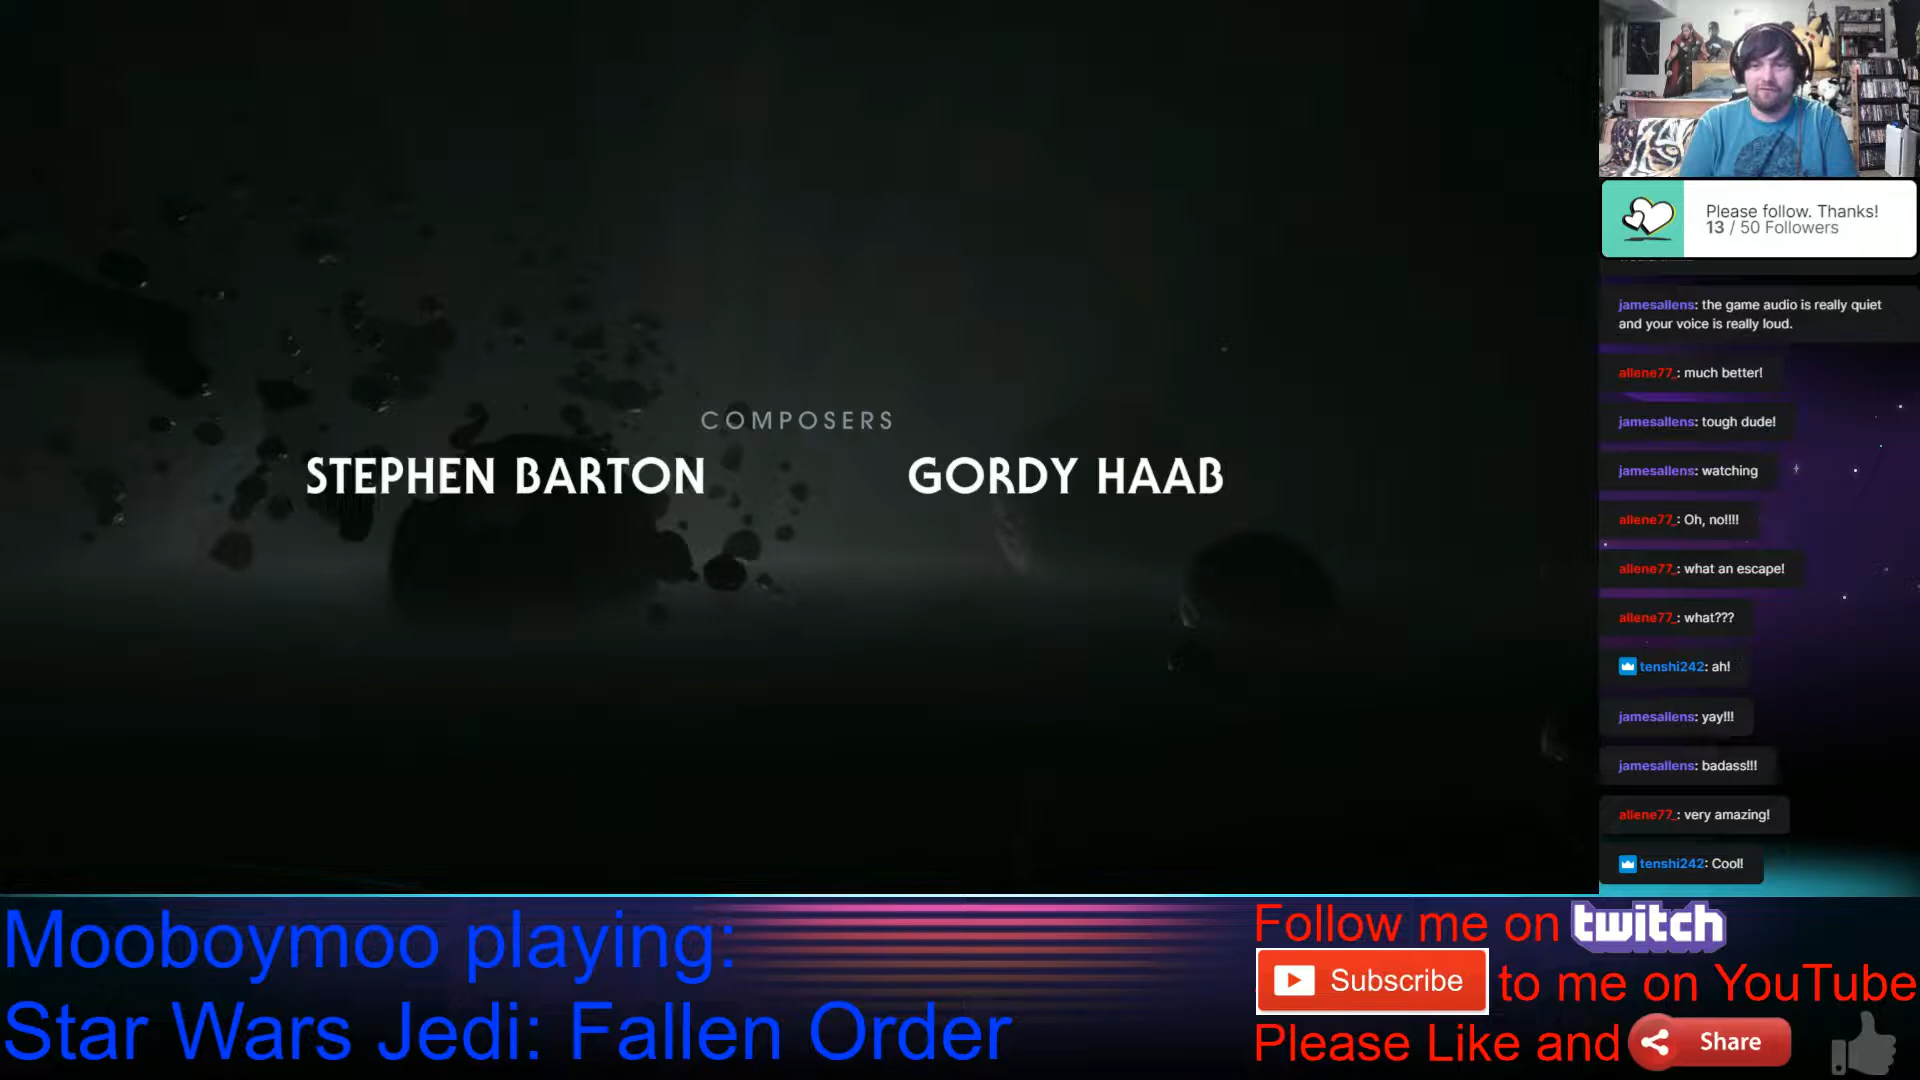 COMPOSERS
STEPHEN BARTON GORDY HAAB
Please follow. Thanks!
13 / 50 Followers
jamesallens: the game audio is really quiet
and your voice is really loud.
allene77_: much better!
jamesallens: tough dude!
jamesallens: watching
allene77_: Oh, no!!!!
allene77_: what an escape!
allene77_: what???
tenshi242: ah!
jamesallens: yay!!!
jamesallens: badass!!!
allene77_: very amazing!
tenshi242: Cool!
Mooboymoo playing:
Star Wars Jedi: Fallen Order
Follow me on twitch
Subscribe to me on YouTube
Please Like and Share